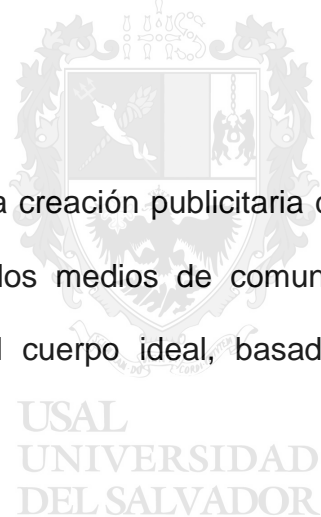 a creación publicitaria
los medios de comun
cuerpo ideal, basad
USAL
UNIVERSIDAD
DEL SALVADOR